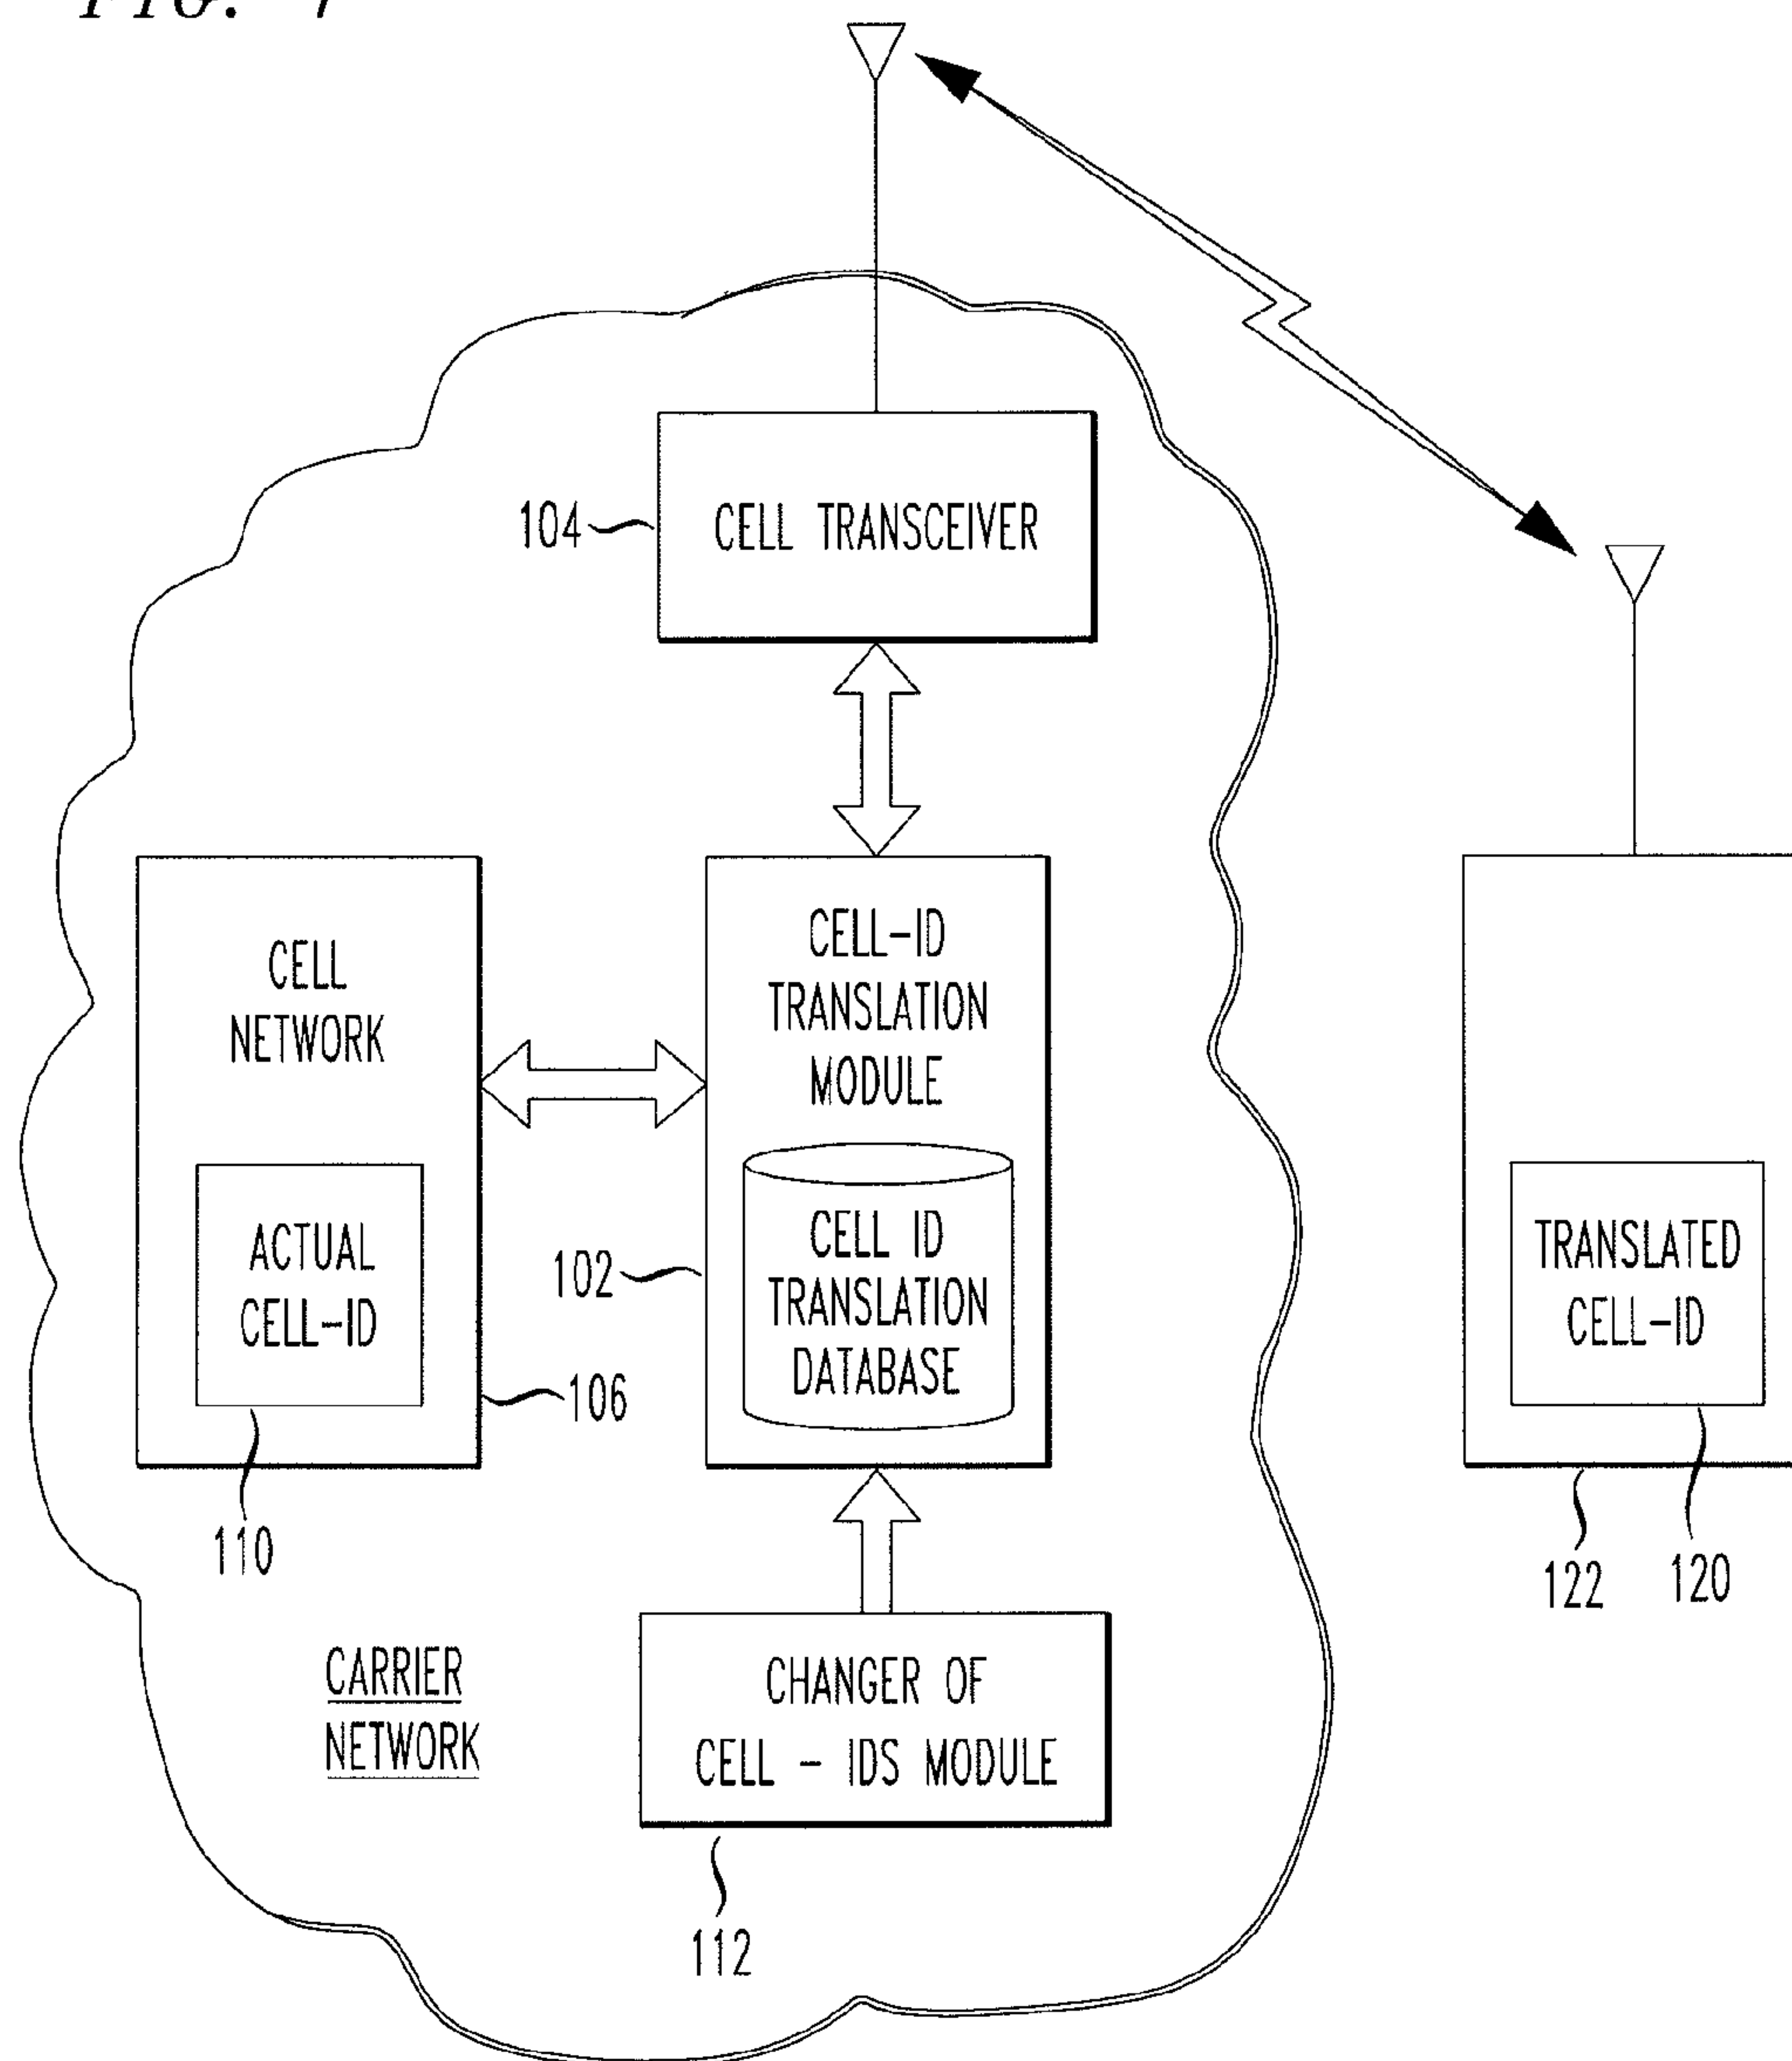 104
CELL TRANSCEIVER
CELL
NETWORK
CELL-ID
TRANSLATION
MODULE
ACTUAL
CELL-ID
102
CELL ID
TRANSLATION
DATABASE
TRANSLATED
CELL-ID
106
110
122
120
CARRIER
NETWORK
CHANGER OF
CELL - IDS MODULE
112